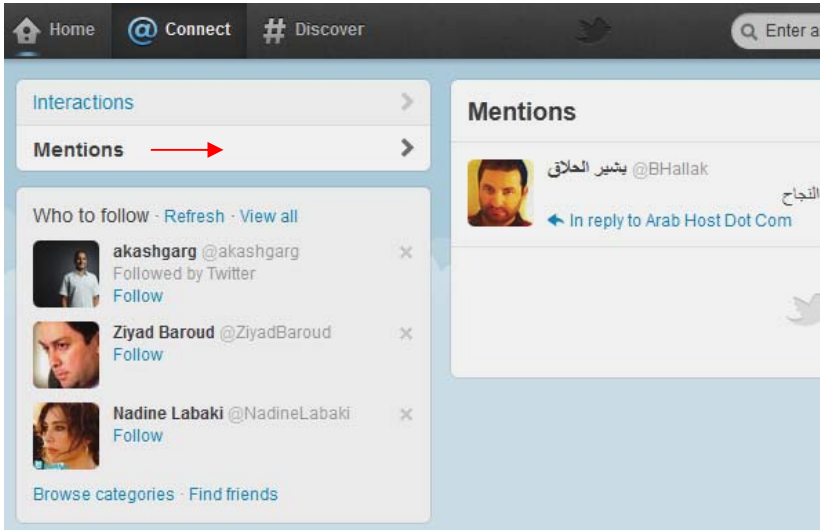 Home @ Connect # Discover Enter a
Interactions
Mentions
Who to follow · Refresh · View all
akashgarg @akashgarg
Followed by Twitter
Follow
Ziyad Baroud @ZiyadBaroud
Follow
Nadine Labaki @NadineLabaki
Follow
Browse categories · Find friends
Mentions
بشير الحلاق @BHallak
النجاح
In reply to Arab Host Dot Com